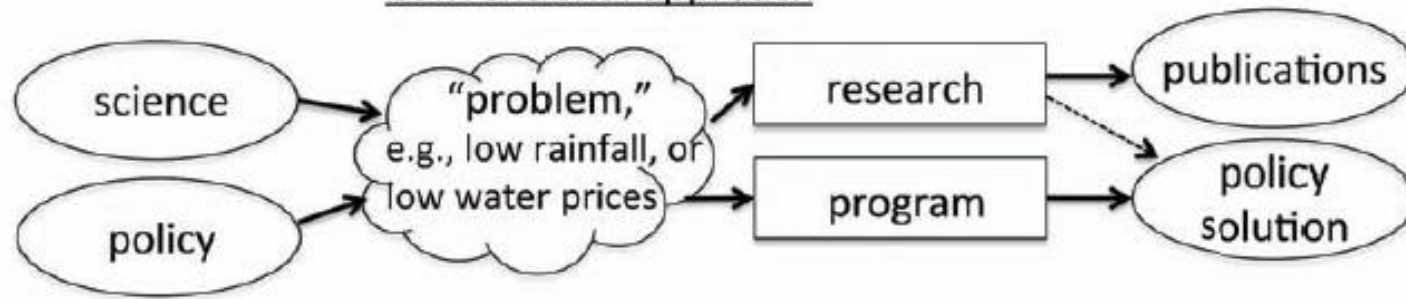 science
policy
“problem,”
e.g., low rainfall, or
low water prices
research
program
publications
policy
solution